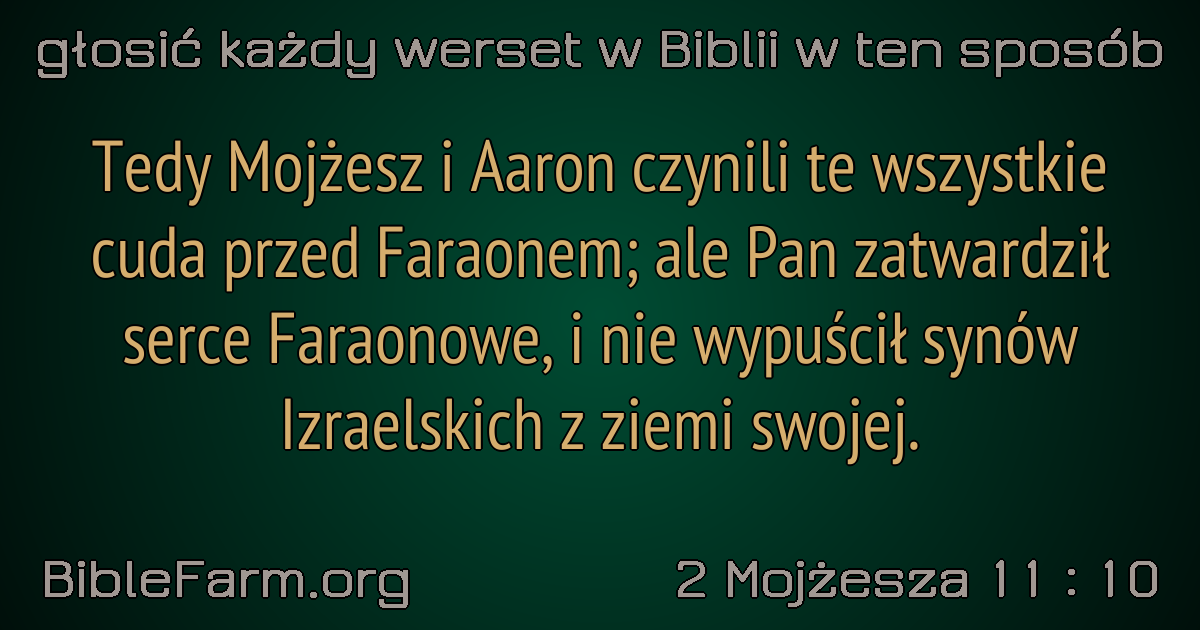 głosić każdy werset w Biblii w ten sposób
Tedy Mojżesz i Aaron czynili te wszystkie
cuda przed Faraonem; ale Pan zatwardził
serce Faraonowe, i nie wypuścił synów
Izraelskich z ziemi swojej.
BibleFarm.org
2 Mojżesza 11 : 10